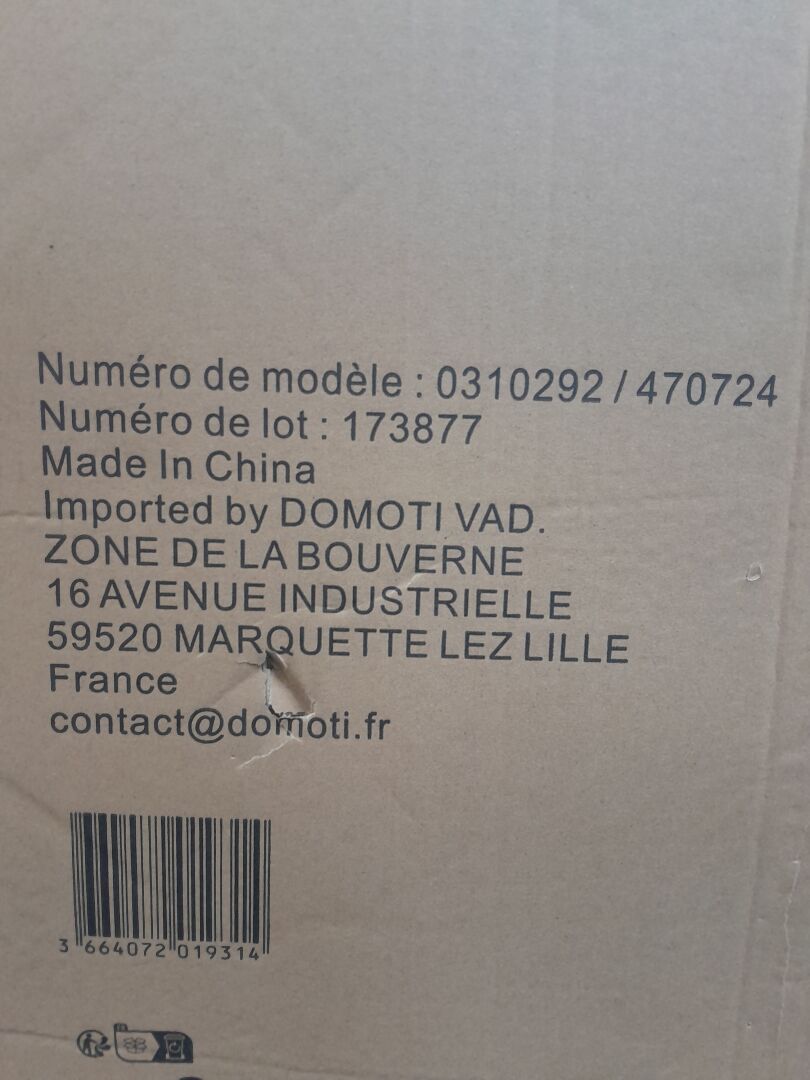 Numéro de modèle : 0310292 / 470724
Numéro de lot : 173877
Made In China
Imported by DOMOTI VAD.
ZONE DE LA BOUVERNE
16 AVENUE INDUSTRIELLE
59520 MARQUETTE LEZ LILLE
France
contact@domoti.fr
3 664072 019314